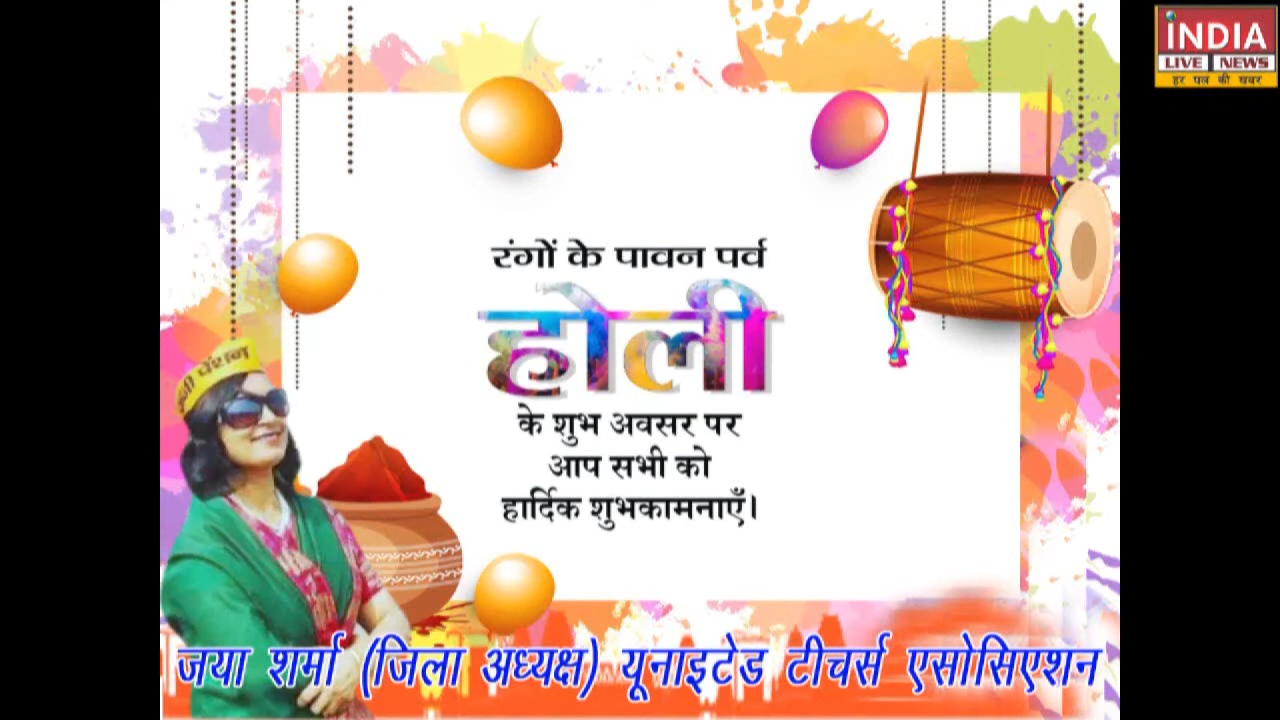 INDIA
LIVE NEWS
हर पल की खबर
रंगों के पावन पर्व
होली
के शुभ अवसर पर
आप सभी को
हार्दिक शुभकामनाएँ।
पेंशन
जया शर्मा (जिला अध्यक्ष) यूनाइटेड टीचर्स एसोसिएशन